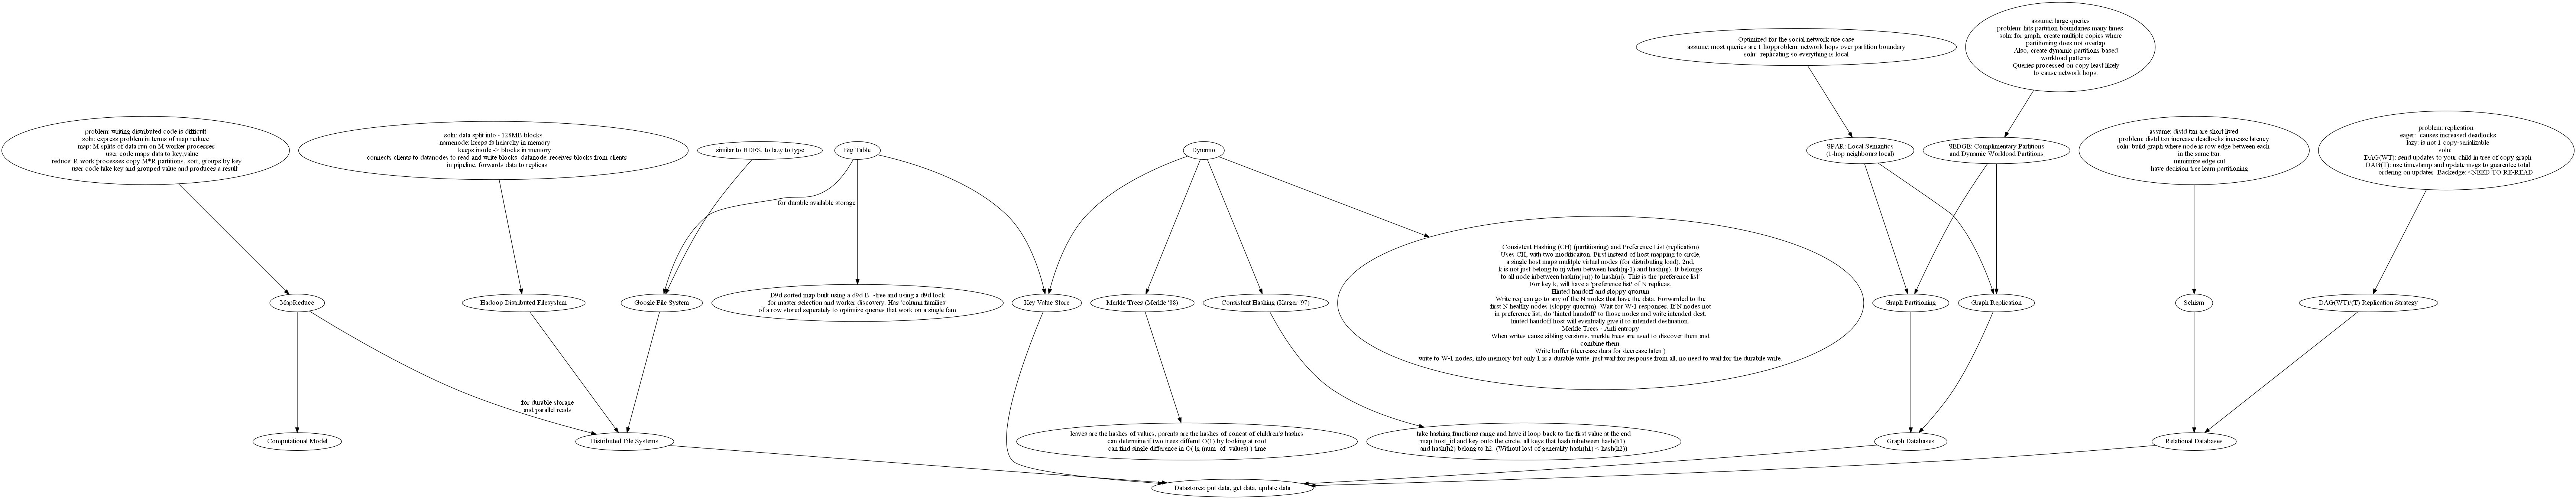 assume: large queries
problem: hits partition boundaries many times
soln: for graph, create multiple copies where
partitioning does not overlap
Also, create dynamic partitions based
workload patterns
Queries processed on copy least likely
to cause network hops.
Optimized for the social network use case
assume: most queries are 1 hopproblem: network hops over partition boundary
soln: replicating so everything is local
problem: writing distributed code is difficult
soln: express problem in terms of map reduce
map: M splits of data run on M worker processes
user code maps data to key,value
reduce: R work processes copy M*R partitions, sort, groups by key
user code take key and grouped value and produces a result
soln: data split into ~128MB blocks
namenode: keeps fs heiarchy in memory
keeps inode -> blocks in memory
connects clients to datanodes to read and write blocks datanode: receives blocks from clients
in pipeline, forwards data to replicas
similar to HDFS. to lazy to type
Big Table
Dynamo
SPAR: Local Semantics
(1-hop neighbours local)
SEDGE: Complimentary Partitions
and Dynamic Workload Partitions
assume: distd txn are short lived
problem: distd txn increase deadlocks increase latency
soln: build graph where node is row edge between each
in the same txn.
minimize edge cut
have decision tree learn partitioning
problem: replication
eager: causes increased deadlocks
lazy: is not 1 copy-serializable
soln:
DAG(WT): send updates to your child in tree of copy graph
DAG(T): use timestamp and update msgs to guarentee total
ordering on updates Backedge: <NEED TO RE-READ
for durable available storage
MapReduce
Hadoop Distributed Filesystem
Google File System
D9d sorted map built using a d9d B+-tree and using a d9d lock
for master selection and worker discovery. Has 'column families'
of a row stored seperately to optimize queries that work on a single fam
Key Value Store
Merkle Trees (Merkle '88)
Consistent Hashing (Karger '97)
Consistent Hashing (CH) (partitioning) and Preference List (replication)
Uses CH, with two modificaiton. First instead of host mapping to circle,
a single host maps mulitple virtual nodes (for distributing load). 2nd,
k is not just belong to nj when between hash(nj-1) and hash(nj). It belongs
to all node inbetween hash(n(j-n)) to hash(nj). This is the 'preference list'
For key k, will have a 'preference list' of N replicas.
Hinted handoff and sloppy quorum
Write req can go to any of the N nodes that have the data. Forwarded to the
first N healthy nodes (sloppy quorum). Wait for W-1 responses. If N nodes not
in preference list, do 'hinted handoff' to those nodes and write intended dest.
hinted handoff host will eventually give it to intended destination.
Merkle Trees - Anti entropy
When writes cause sibling versions, merkle trees are used to discover them and
combine them.
Write buffer (decrease dura for decrease laten )
write to W-1 nodes, into memory but only 1 is a durable write. just wait for response from all, no need to wait for the durabile write.
Graph Partitioning
Graph Replication
Schism
DAG(WT)/(T) Replication Strategy
for durable storage
and parallel reads
Computational Model
Distributed File Systems
leaves are the hashes of values, parents are the hashes of concat of children's hashes
can detemine if two trees differnt O(1) by looking at root
can find single difference in O( lg (num_of_values) ) time
take hashing functions range and have it loop back to the first value at the end
map host_id and key onto the circle. all keys that hash inbetween hash(h1)
and hash(h2) belong to h2. (Without lost of generality hash(h1) < hash(h2))
Graph Databases
Relational Databases
Datastores: put data, get data, update data